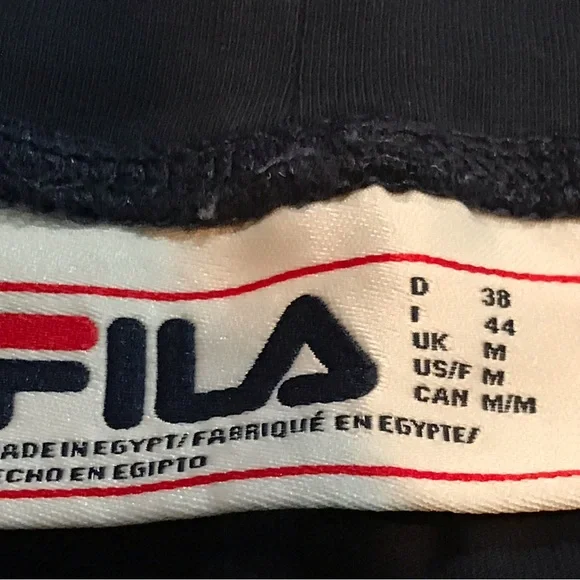 FILA
D 38
I 44
UK M
US/F M
CAN M/M
ADE IN EGYPT/FABRIQUÉ EN EGYPTE/
ECHO EN EGIPTO